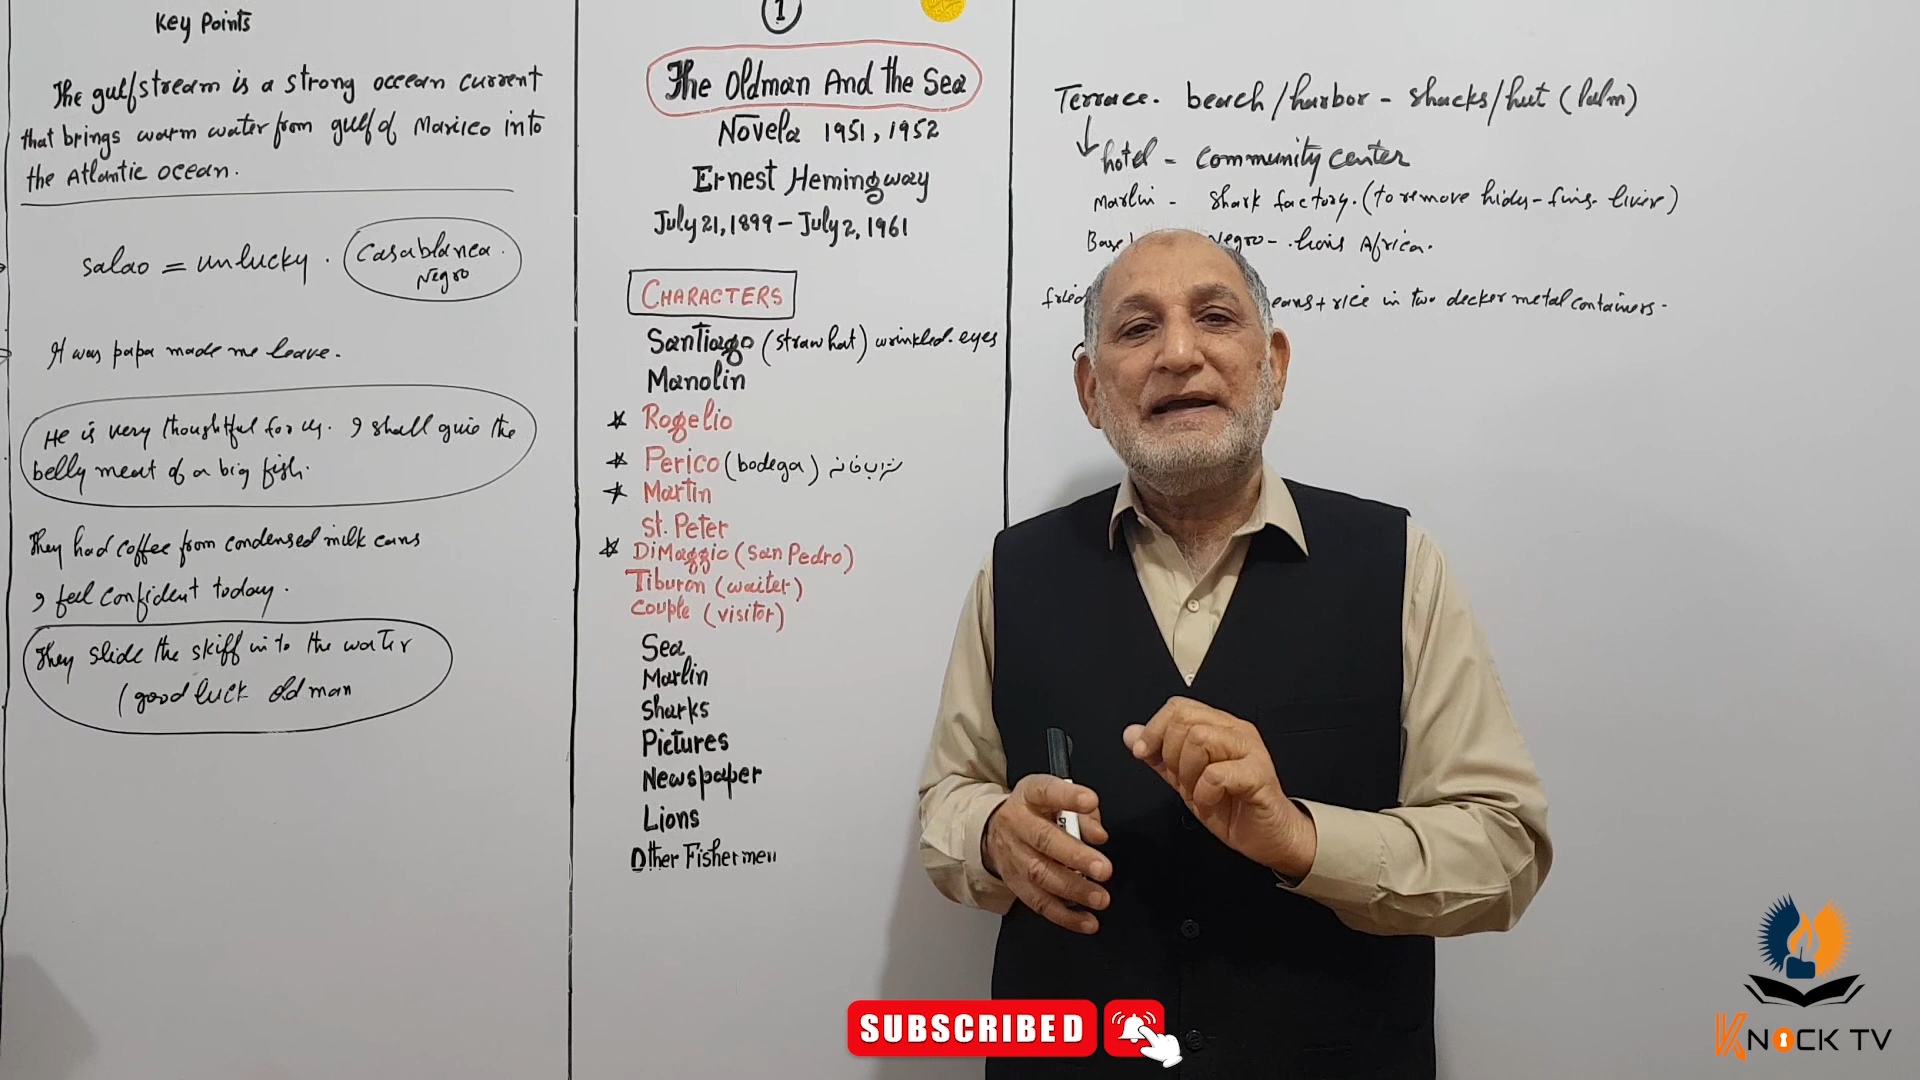 Key Points
The gulfstream is a strong occean current
that brings warm water from gulf of Maxico into
the Atlantic ocean.
Salao = unlucky. Casablanca.
Negro
It was papa made me leave.
He is very thoughtful for us. I shall give the
belly meat of a big fish.
They had coffee from condensed milk cans
I feel confident today.
They slide the skiff into the water
(good luck old man
1
The Oldman And the Sea
Novela 1951, 1952
Ernest Hemingway
July 21, 1899 - July 2, 1961
CHARACTERS
Santiago (straw hat) wrinkled-eyes
Manolin
Rogelio
Perico (bodega) شراب خانہ
Martin
St. Peter
DiMaggio (San Pedro)
Tiburon (waiter)
Couple (visitor)
Sea
Marlin
Sharks
Pictures
Newspaper
Lions
Other Fishermen
Terrace. beach/harbor - shacks/hut (Palm)
hotel - community center
Marlin - shark factory. (to remove hides-fins-liver)
Negro - lions Africa.
+ rice in two decker metal containers -
SUBSCRIBED
KNOCK TV